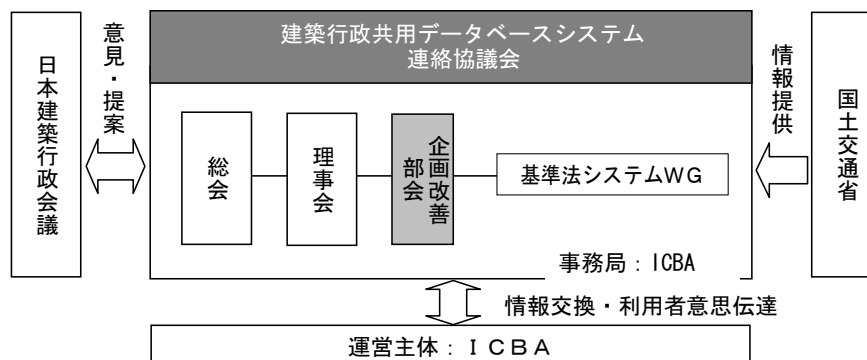 建築行政共用データベースシステム
連絡協議会
日本建築行政会議
意見・提案
総会
理事会
企画改善
部会
基準法システムWG
情報提供
国土交通省
事務局：ICBA
情報交換・利用者意思伝達
運営主体：ＩＣＢＡ